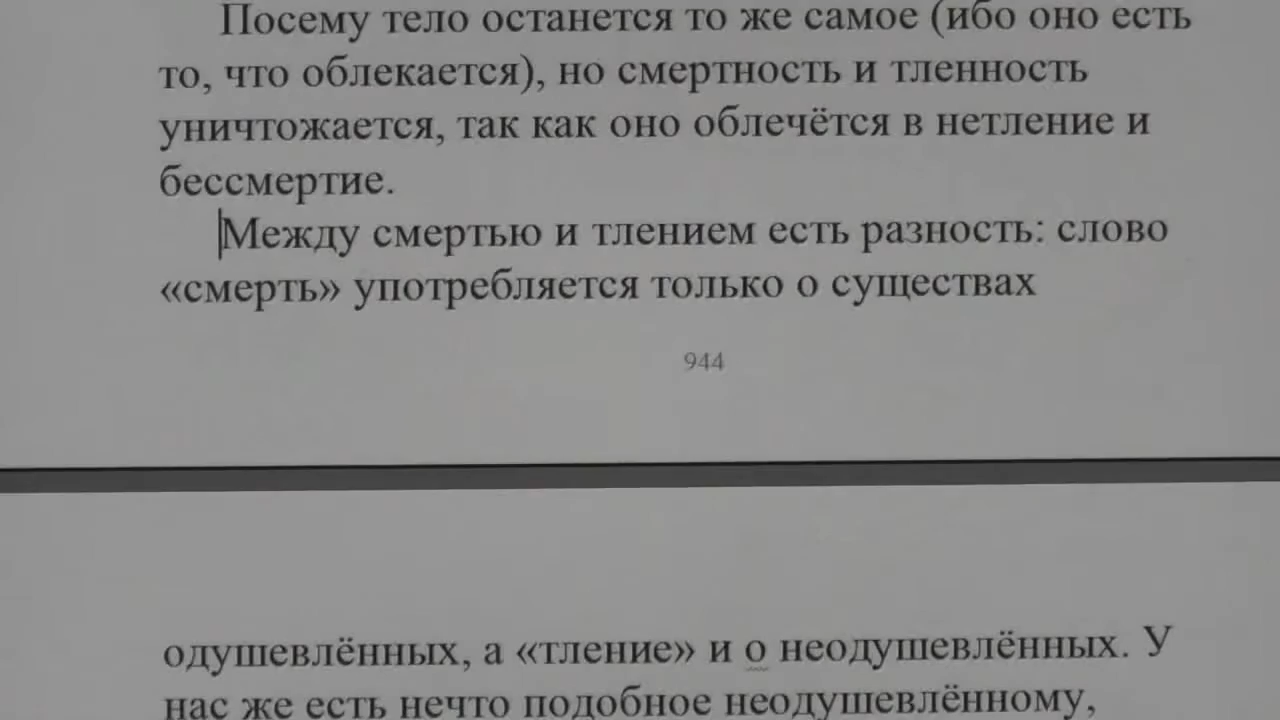 Посему тело останется то же самое (ибо оно есть
то, что облекается), но смертность и тленность
уничтожается, так как оно облечётся в нетление и
бессмертие.
Между смертью и тлением есть разность: слово
«смерть» употребляется только о существах
944
одушевлённых, а «тление» и о неодушевлённых. У
нас же есть нечто подобное неодушевлённому,